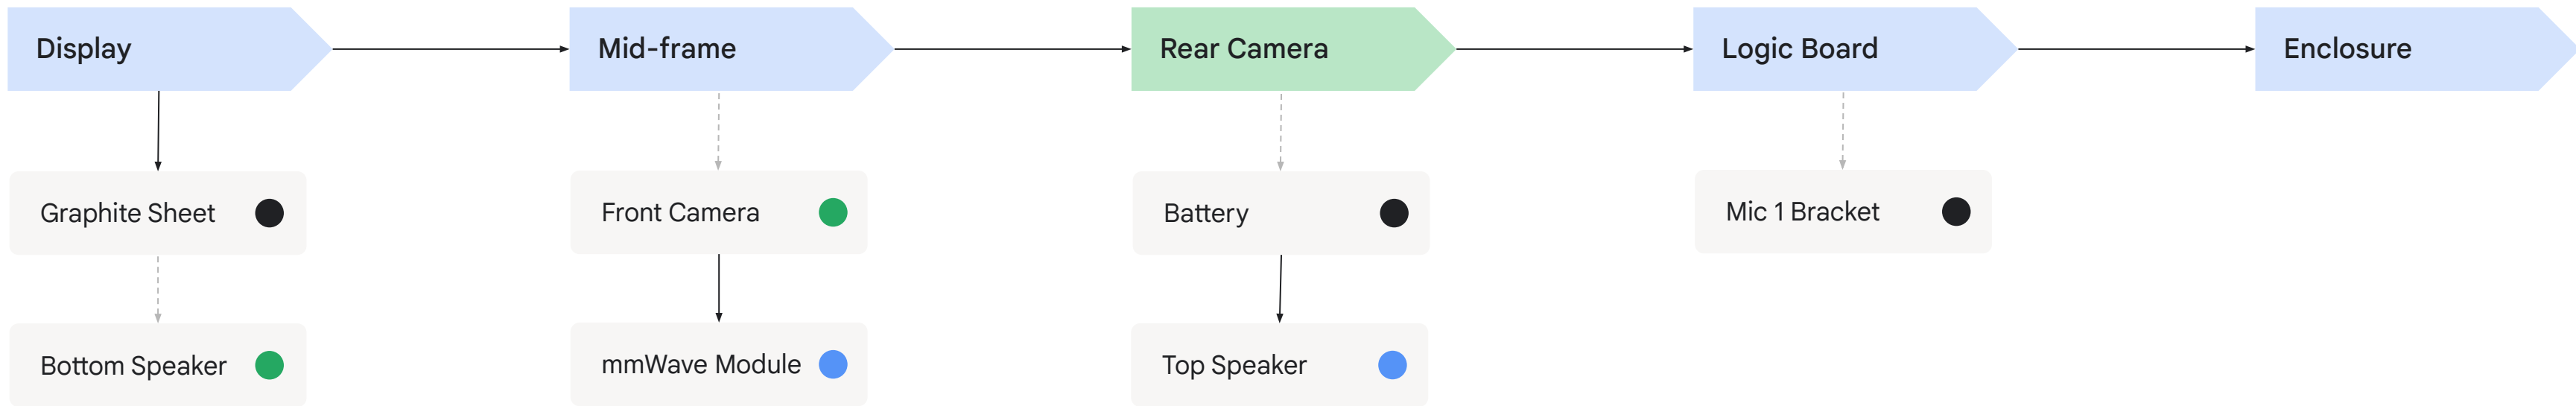 Display
Mid-frame
Rear Camera
Logic Board
Enclosure
Graphite Sheet
Front Camera
Battery
Mic 1 Bracket
Bottom Speaker
mmWave Module
Top Speaker